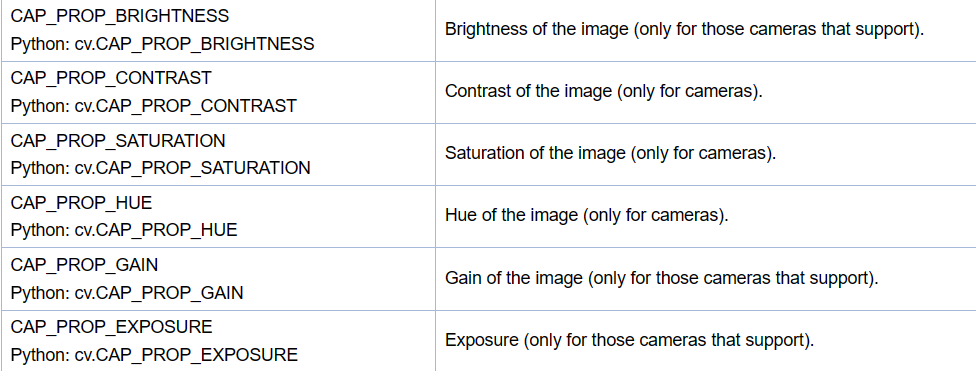 CAP_PROP_BRIGHTNESS
Python: cv.CAP_PROP_BRIGHTNESS
Brightness of the image (only for those cameras that support).
CAP_PROP_CONTRAST
Python: cv.CAP_PROP_CONTRAST
Contrast of the image (only for cameras).
CAP_PROP_SATURATION
Python: cv.CAP_PROP_SATURATION
Saturation of the image (only for cameras).
CAP_PROP_HUE
Python: cv.CAP_PROP_HUE
Hue of the image (only for cameras).
CAP_PROP_GAIN
Python: cv.CAP_PROP_GAIN
Gain of the image (only for those cameras that support).
CAP_PROP_EXPOSURE
Python: cv.CAP_PROP_EXPOSURE
Exposure (only for those cameras that support).